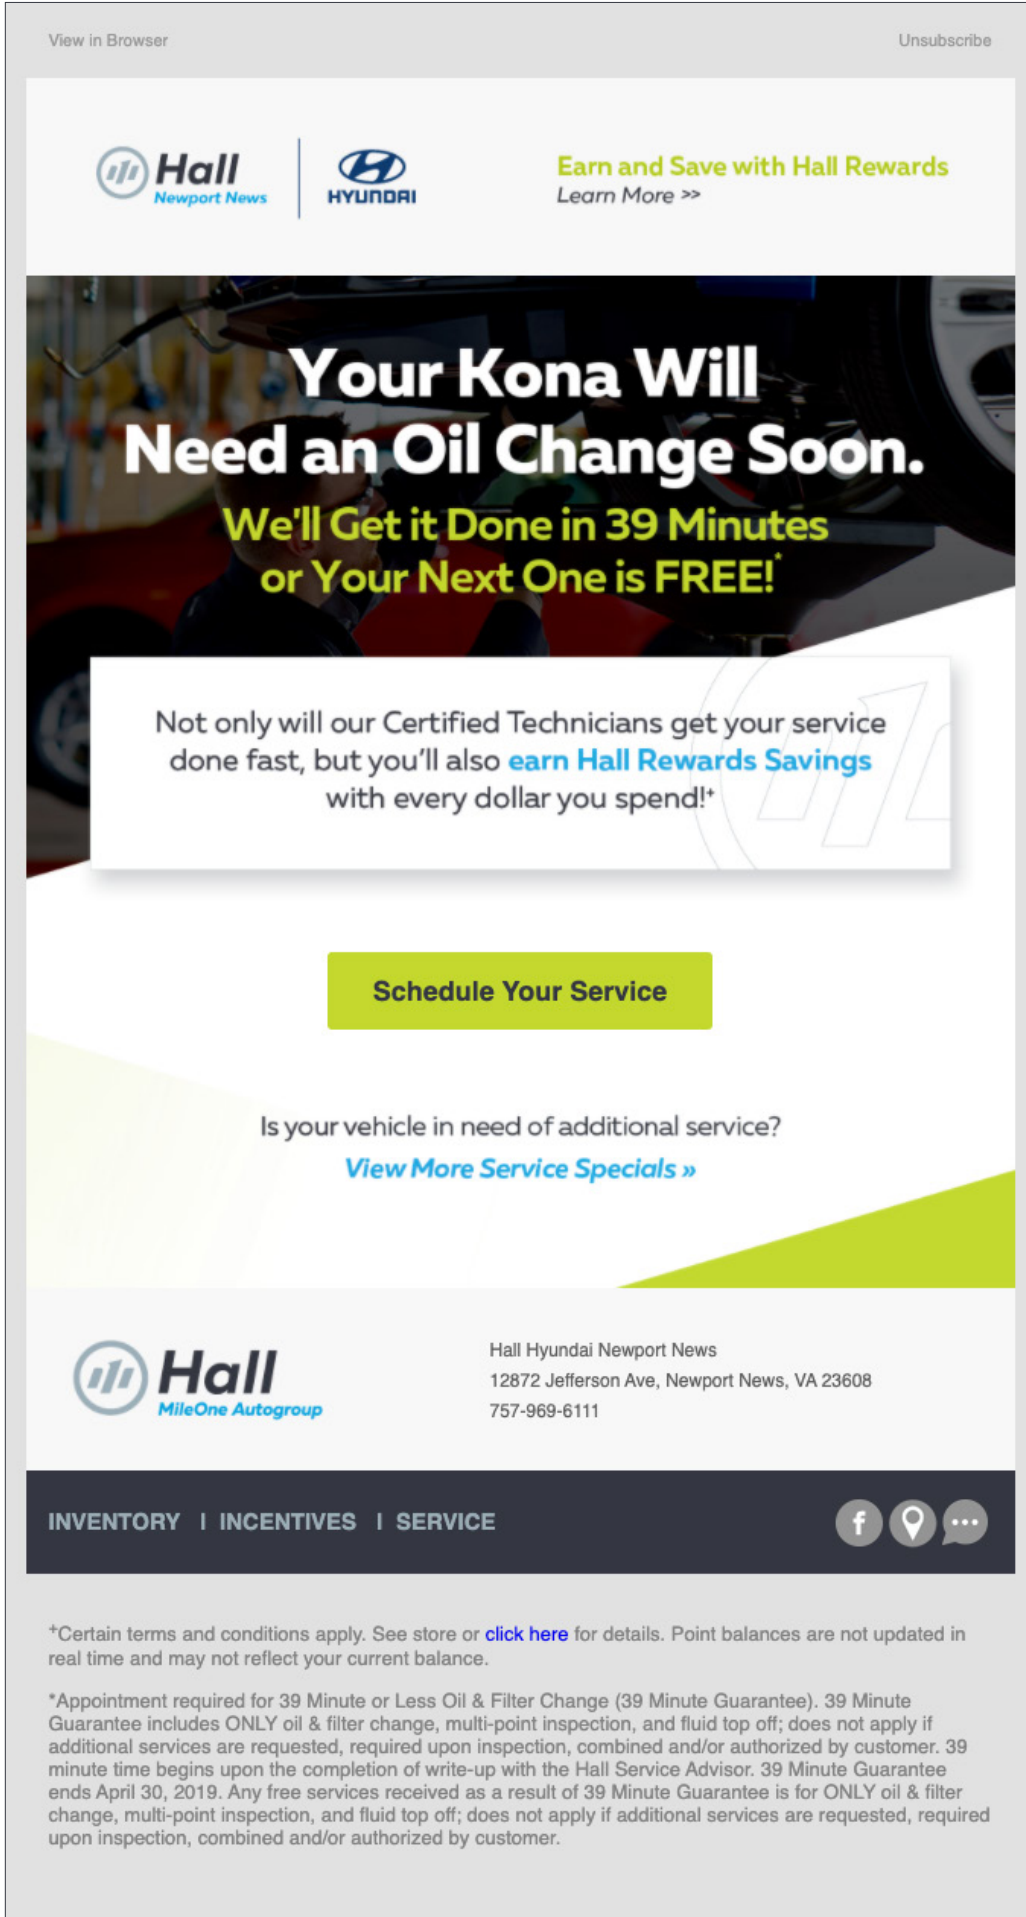 View in Browser
Unsubscribe
Hall
Newport News
HYUNDAI
Earn and Save with Hall Rewards
Learn More >>
Your Kona Will
Need an Oil Change Soon.
We'll Get it Done in 39 Minutes
or Your Next One is FREE!*
Not only will our Certified Technicians get your service
done fast, but you'll also earn Hall Rewards Savings
with every dollar you spend!+
Schedule Your Service
Is your vehicle in need of additional service?
View More Service Specials »
Hall
MileOne Autogroup
Hall Hyundai Newport News
12872 Jefferson Ave, Newport News, VA 23608
757-969-6111
INVENTORY | INCENTIVES | SERVICE
+Certain terms and conditions apply. See store or click here for details. Point balances are not updated in
real time and may not reflect your current balance.
*Appointment required for 39 Minute or Less Oil & Filter Change (39 Minute Guarantee). 39 Minute
Guarantee includes ONLY oil & filter change, multi-point inspection, and fluid top off; does not apply if
additional services are requested, required upon inspection, combined and/or authorized by customer. 39
minute time begins upon the completion of write-up with the Hall Service Advisor. 39 Minute Guarantee
ends April 30, 2019. Any free services received as a result of 39 Minute Guarantee is for ONLY oil & filter
change, multi-point inspection, and fluid top off; does not apply if additional services are requested, required
upon inspection, combined and/or authorized by customer.